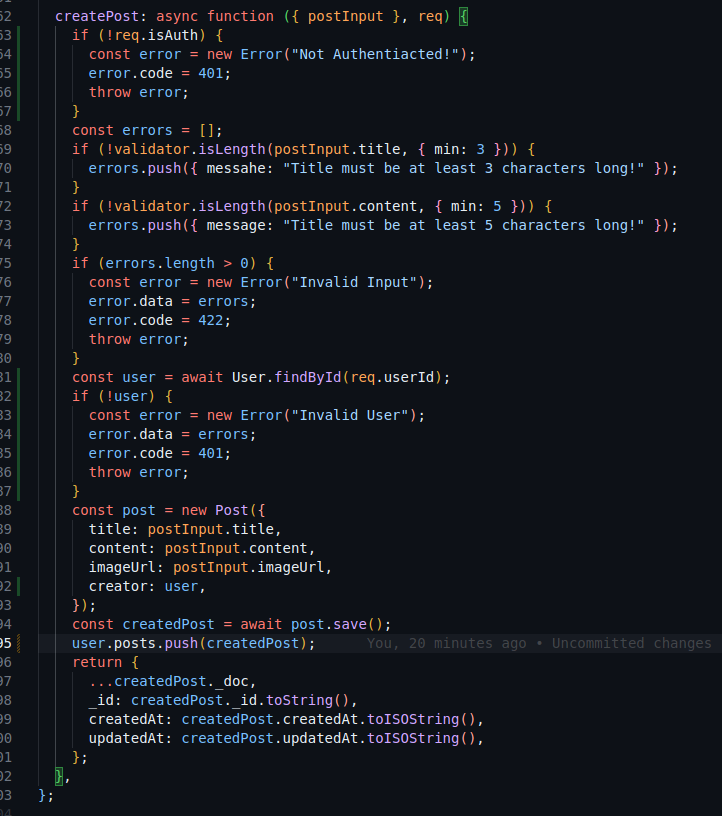 62 createPost: async function ({ postInput }, req) {
63 if (!req.isAuth) {
64 const error = new Error("Not Authentiacted!");
65 error.code = 401;
66 throw error;
67 }
68 const errors = [];
69 if (!validator.isLength(postInput.title, { min: 3 })) {
70 errors.push({ messahe: "Title must be at least 3 characters long!" });
71 }
72 if (!validator.isLength(postInput.content, { min: 5 })) {
73 errors.push({ message: "Title must be at least 5 characters long!" });
74 }
75 if (errors.length > 0) {
76 const error = new Error("Invalid Input");
77 error.data = errors;
78 error.code = 422;
79 throw error;
80 }
81 const user = await User.findById(req.userId);
82 if (!user) {
83 const error = new Error("Invalid User");
84 error.data = errors;
85 error.code = 401;
86 throw error;
87 }
88 const post = new Post({
89 title: postInput.title,
90 content: postInput.content,
91 imageUrl: postInput.imageUrl,
92 creator: user,
93 });
94 const createdPost = await post.save();
95 user.posts.push(createdPost); You, 20 minutes ago • Uncommitted changes
96 return {
97 ...createdPost._doc,
98 _id: createdPost._id.toString(),
99 createdAt: createdPost.createdAt.toISOString(),
00 updatedAt: createdPost.updatedAt.toISOString(),
01 };
02 },
03 };